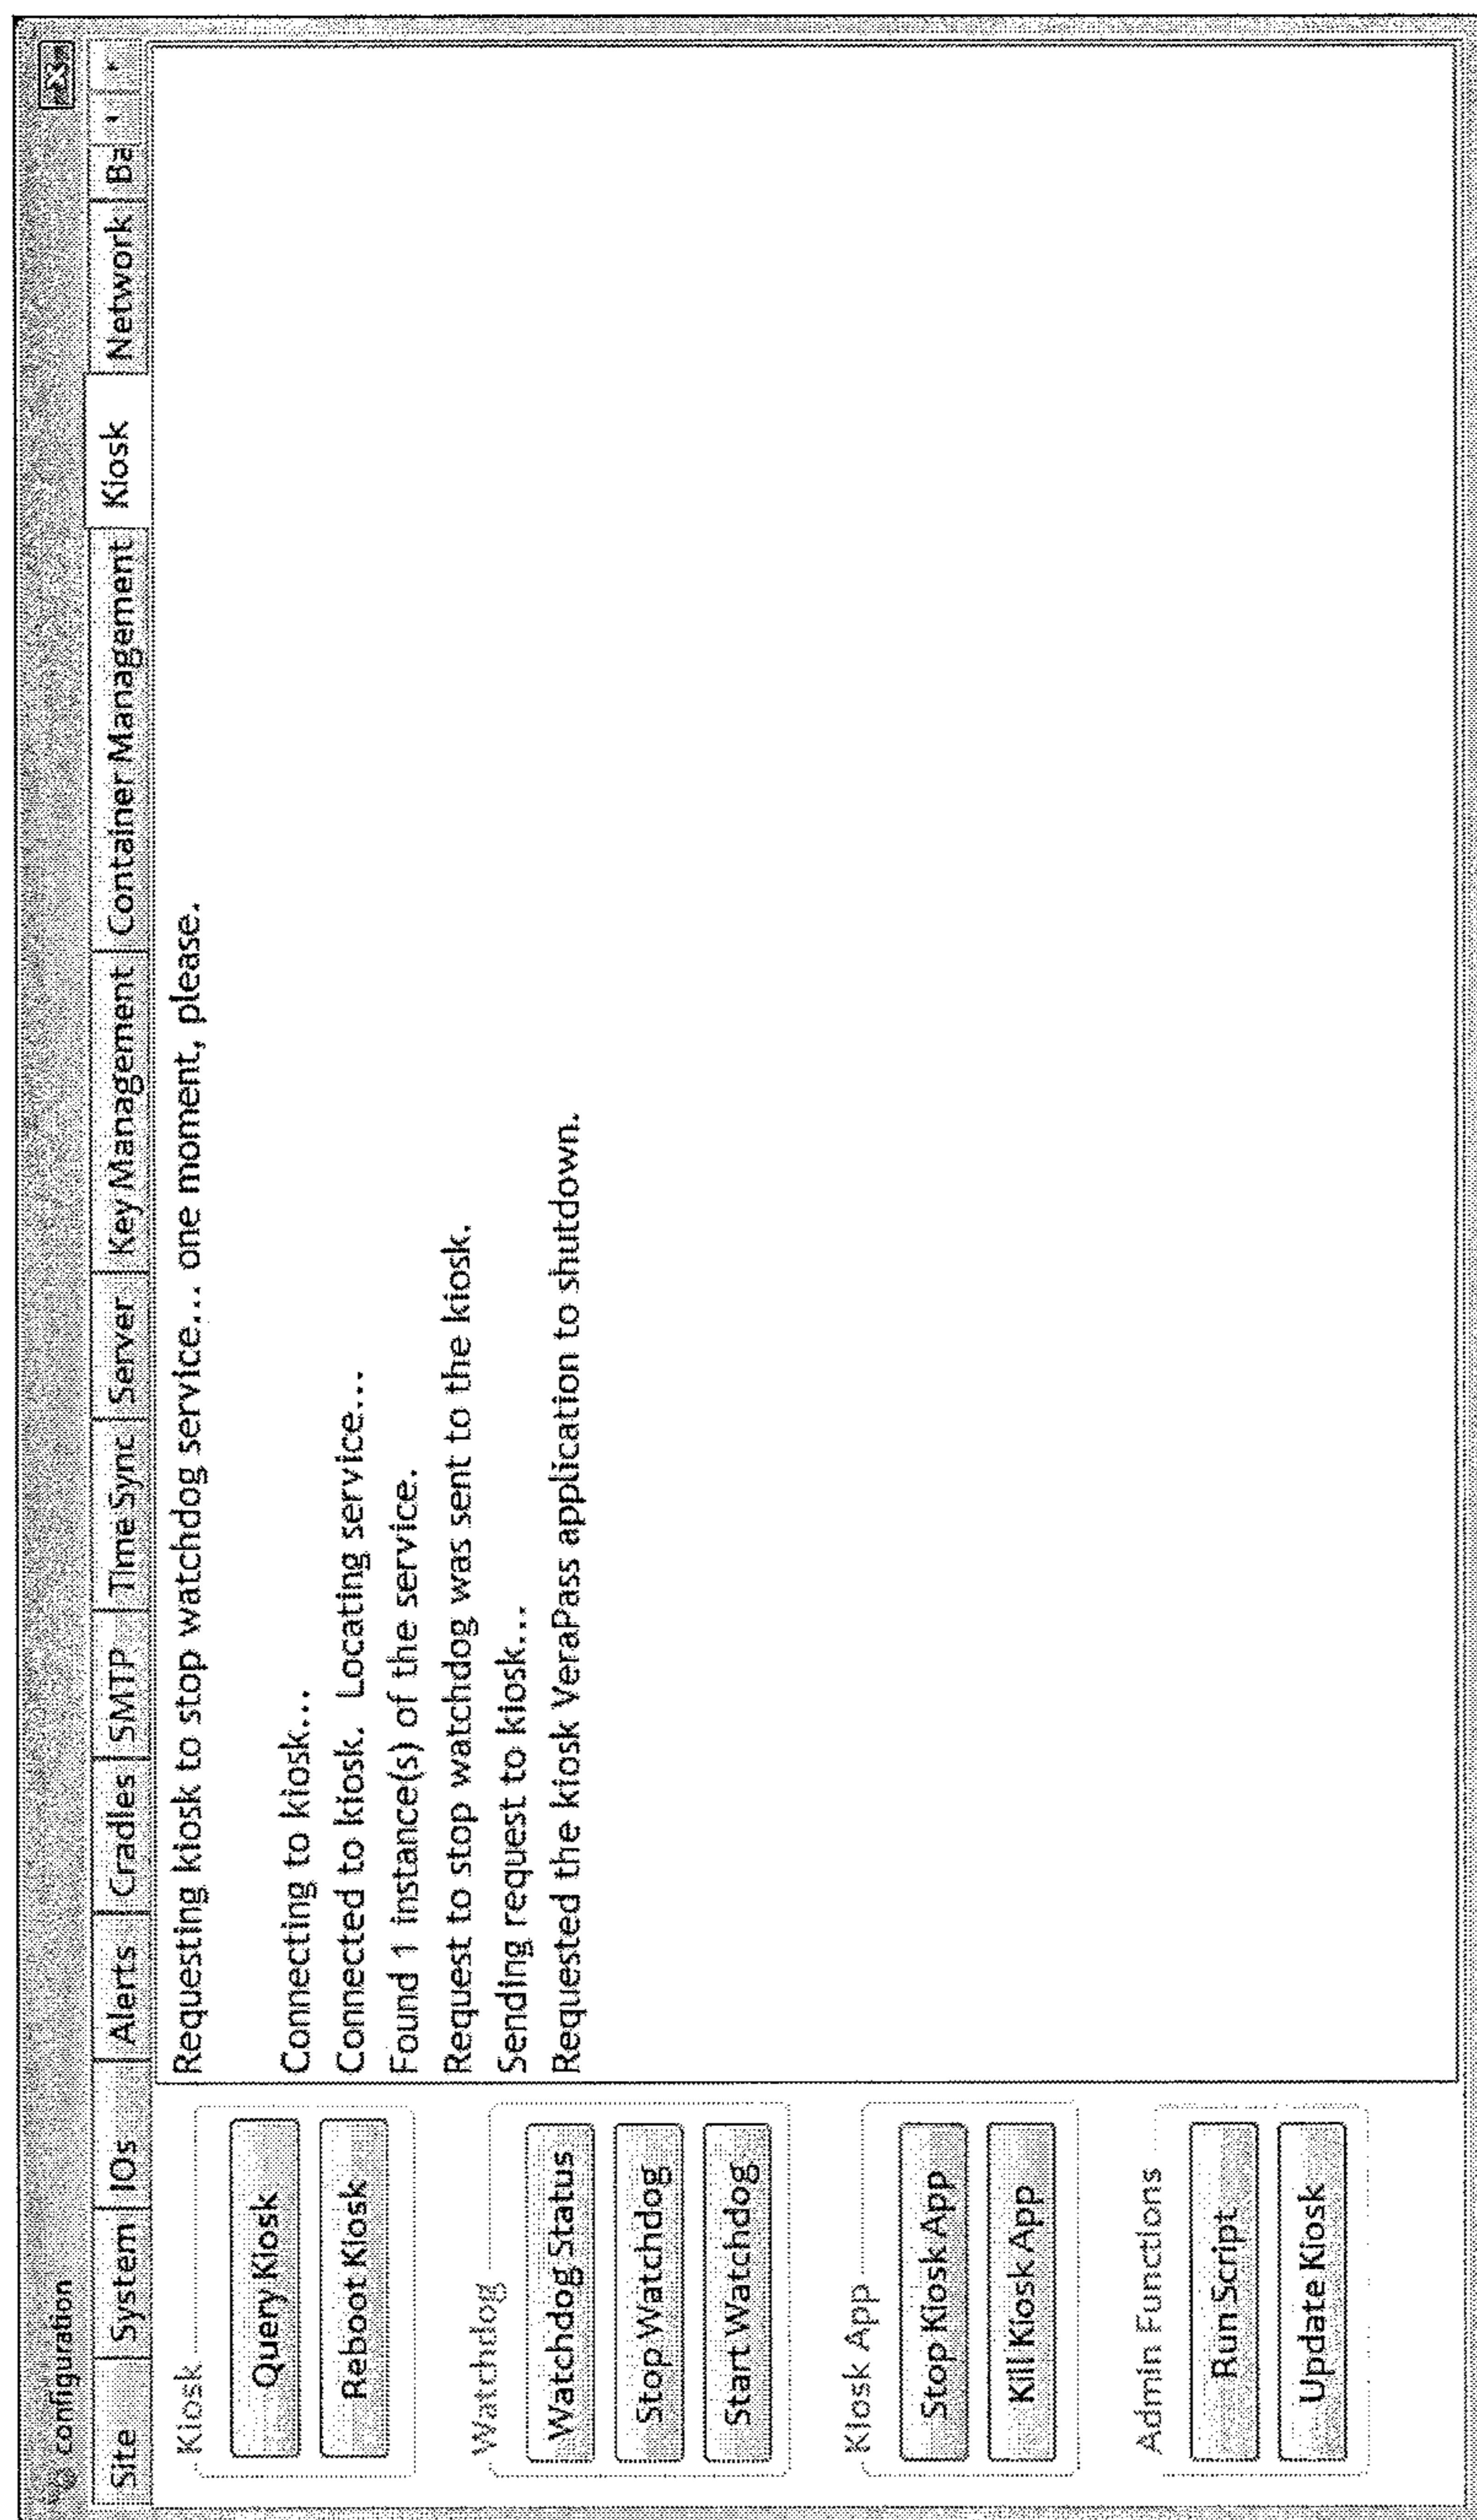 configuration
Site System IOs Alerts Cradles SMTP Time Sync Server Key Management Container Management Kiosk Network Ba
Kiosk
Query Kiosk
Reboot Kiosk
Watchdog
Watchdog Status
Stop Watchdog
Start Watchdog
Kiosk App
Stop Kiosk App
Kill Kiosk App
Admin Functions
Run Script
Update Kiosk
Requesting kiosk to stop watchdog service... one moment, please.
Connecting to kiosk...
Connected to kiosk. Locating service...
Found 1 instance(s) of the service.
Request to stop watchdog was sent to the kiosk.
Sending request to kiosk...
Requested the kiosk VeraPass application to shutdown.